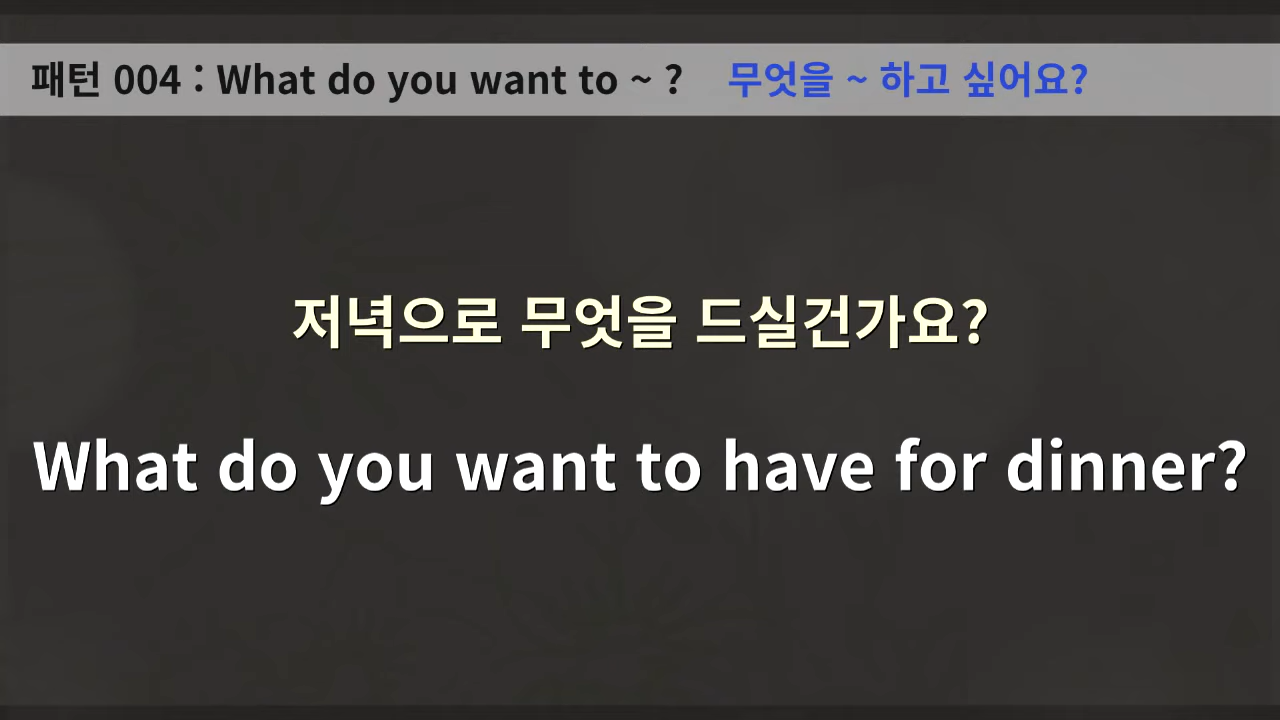 패턴 004 : What do you want to ~ ? 무엇을 ~ 하고 싶어요?
저녁으로 무엇을 드실건가요?
What do you want to have for dinner?